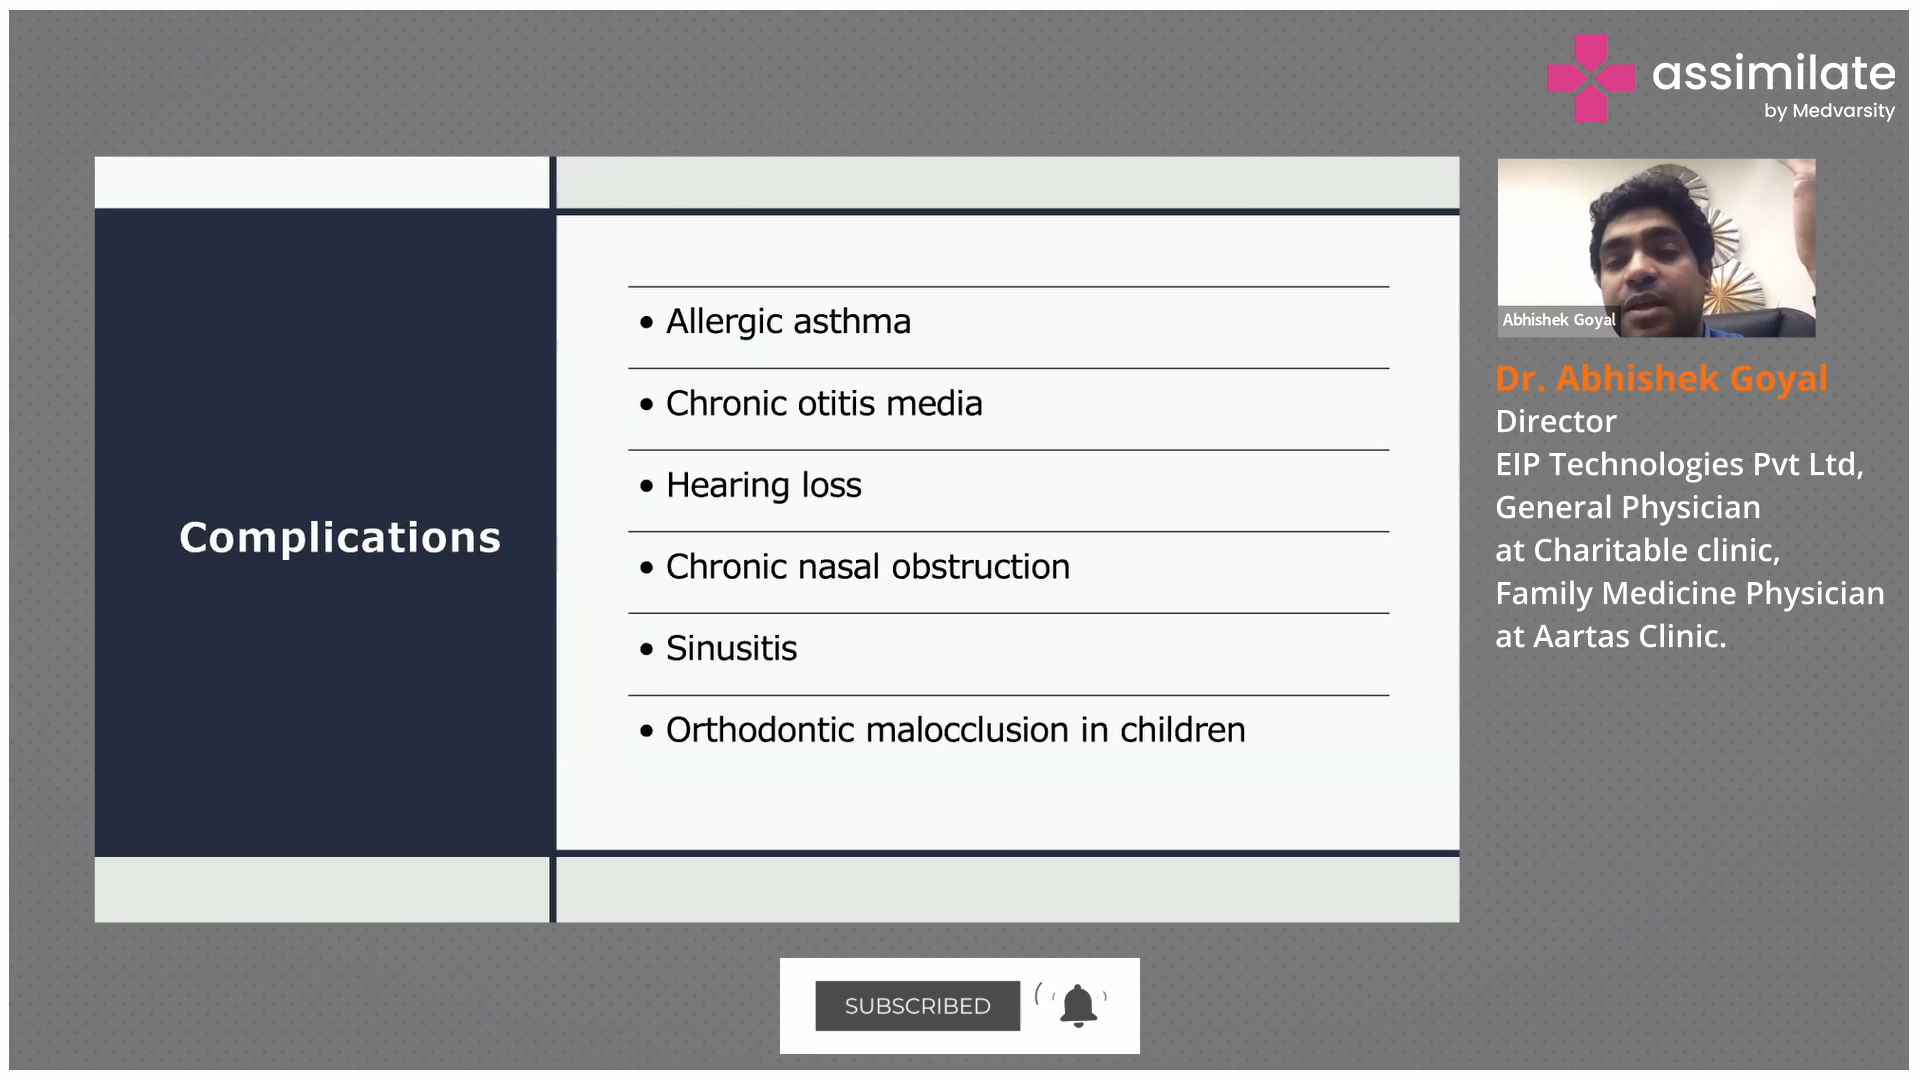 assimilate
by Medvarsity
Complications
• Allergic asthma
• Chronic otitis media
• Hearing loss
• Chronic nasal obstruction
• Sinusitis
• Orthodontic malocclusion in children
Abhishek Goyal
Dr. Abhishek Goyal
Director
EIP Technologies Pvt Ltd,
General Physician
at Charitable clinic,
Family Medicine Physician
at Aartas Clinic.
SUBSCRIBED